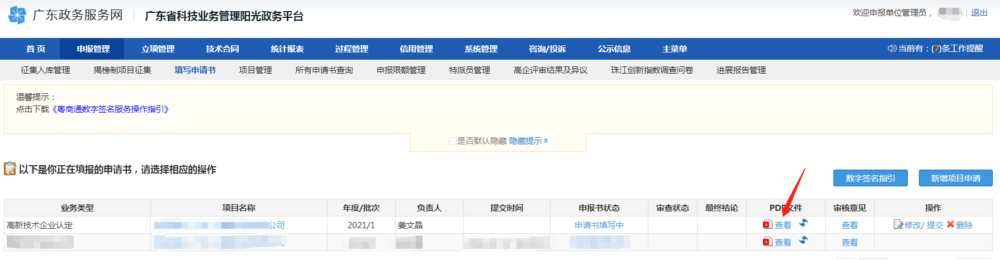 广东政务服务网 广东省科技业务管理阳光政务平台 欢迎申报单位管理员， 退出
首 页 申报管理 立项管理 技术合同 统计报表 过程管理 信用管理 系统管理 咨询/投诉 公示信息 主菜单 当前有：(7)条工作提醒
征集入库管理 揭榜制项目征集 填写申请书 项目管理 所有申请书查询 申报限额管理 特派员管理 高企评审结果及异议 珠江创新指数调查问卷 进展报告管理
温馨提示：
点击下载《粤商通数字签名服务操作指引》
是否默认隐藏 隐藏提示
以下是你正在填报的申请书，请选择相应的操作
数字签名指引 新增项目申请
业务类型 项目名称 年度/批次 负责人 提交时间 申报书状态 审查状态 最终结论 PDF文件 审核意见 操作
高新技术企业认定 公司 2021/1 姜文晶 申请书填写中 查看 查看 修改/ 提交 删除
查看 查看